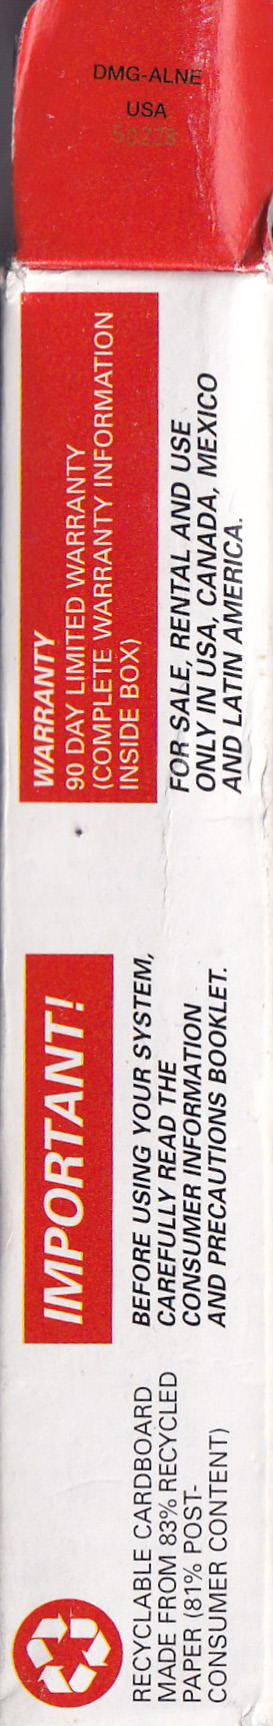 DMG-ALNE
USA
50228
WARRANTY
90 DAY LIMITED WARRANTY
(COMPLETE WARRANTY INFORMATION
INSIDE BOX)
FOR SALE, RENTAL AND USE
ONLY IN USA, CANADA, MEXICO
AND LATIN AMERICA.
IMPORTANT!
BEFORE USING YOUR SYSTEM,
CAREFULLY READ THE
CONSUMER INFORMATION
AND PRECAUTIONS BOOKLET.
RECYCLABLE CARDBOARD
MADE FROM 83% RECYCLED
PAPER (81% POST-
CONSUMER CONTENT)